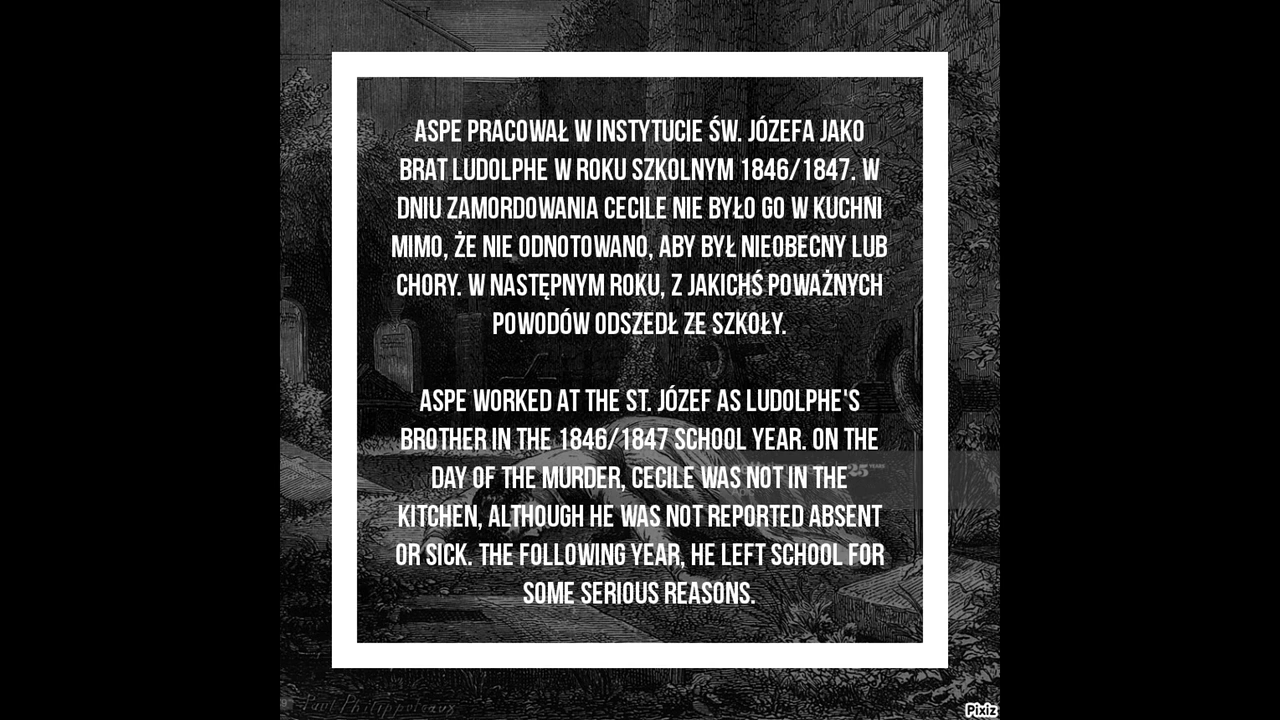 ASPE PRACOWAŁ W INSTYTUCIE ŚW. JÓZEFA JAKO
BRAT LUDOLPHE W ROKU SZKOLNYM 1846/1847. W
DNIU ZAMORDOWANIA CECILE NIE BYŁO GO W KUCHNI
MIMO, ŻE NIE ODNOTOWANO, ABY BYŁ NIEOBECNY LUB
CHORY. W NASTĘPNYM ROKU, Z JAKICHŚ POWAŻNYCH
POWODÓW ODSZEDŁ ZE SZKOŁY.
ASPE WORKED AT THE ST. JÓZEF AS LUDOLPHE'S
BROTHER IN THE 1846/1847 SCHOOL YEAR. ON THE
DAY OF THE MURDER, CECILE WAS NOT IN THE
KITCHEN, ALTHOUGH HE WAS NOT REPORTED ABSENT
OR SICK. THE FOLLOWING YEAR, HE LEFT SCHOOL FOR
SOME SERIOUS REASONS.
25 YEARS
Paul Philippoteaux
Pixiz